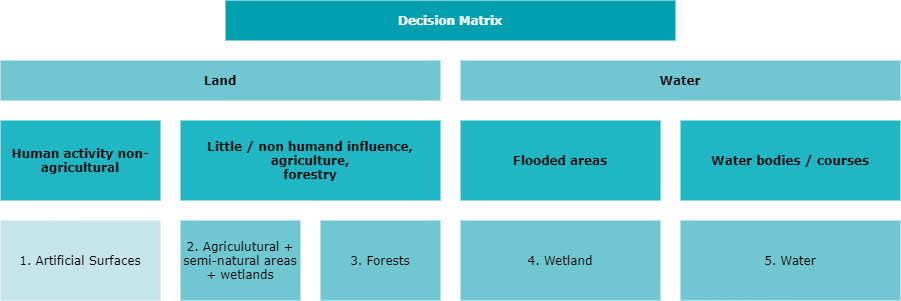 Decision Matrix
Land
Water
Human activity non-
agricultural
Little / non humand influence,
agriculture,
forestry
Flooded areas
Water bodies / courses
1. Artificial Surfaces
2. Agriculutural +
semi-natural areas
+ wetlands
3. Forests
4. Wetland
5. Water